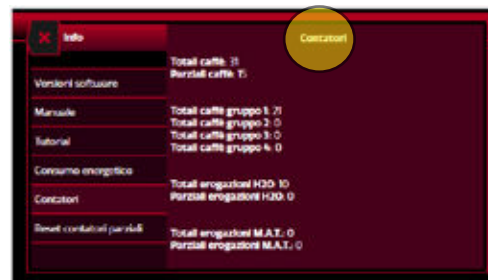 Info
Contatori
Versioni software
Manuale
Tutorial
Consumo energetico
Contatori
Reset contatori parziali
Totali caffè: 31
Parziali caffè: 15
Totali caffè gruppo 1: 21
Totali caffè gruppo 2: 0
Totali caffè gruppo 3: 0
Totali caffè gruppo 4: 0
Totali erogazioni H2O: 10
Parziali erogazioni H2O: 0
Totali erogazioni M.A.T.: 0
Parziali erogazioni M.A.T.: 0